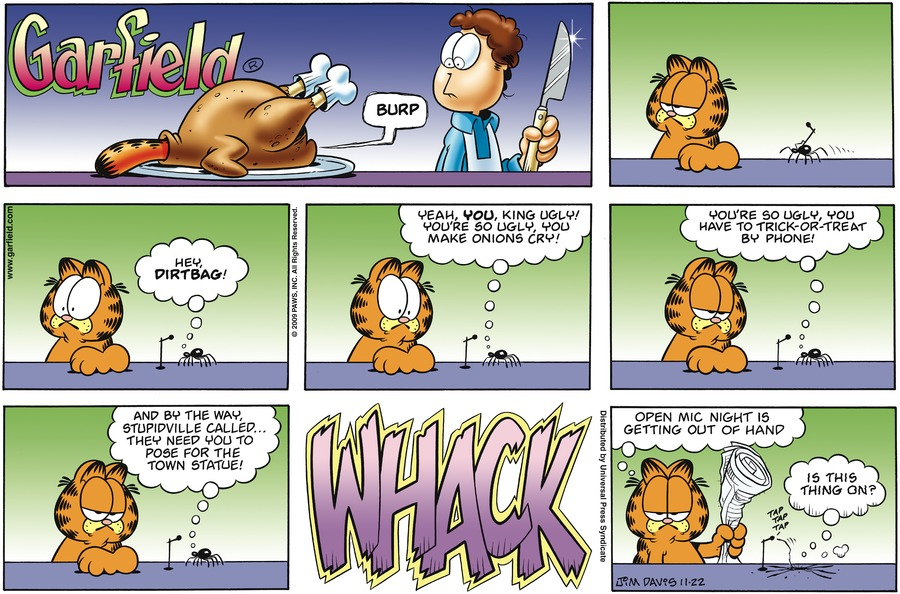 Garfield
®
BURP
www.garfield.com
HEY,
DIRTBAG!
© 2009 PAWS, INC. All Rights Reserved.
YEAH, YOU, KING UGLY!
YOU'RE SO UGLY, YOU
MAKE ONIONS CRY!
YOU'RE SO UGLY, YOU
HAVE TO TRICK-OR-TREAT
BY PHONE!
AND BY THE WAY,
STUPIDVILLE CALLED...
THEY NEED YOU TO
POSE FOR THE
TOWN STATUE!
WHACK
Distributed by Universal Press Syndicate
OPEN MIC NIGHT IS
GETTING OUT OF HAND
TAP
TAP
TAP
IS THIS
THING ON?
JIM DAVIS 11-22